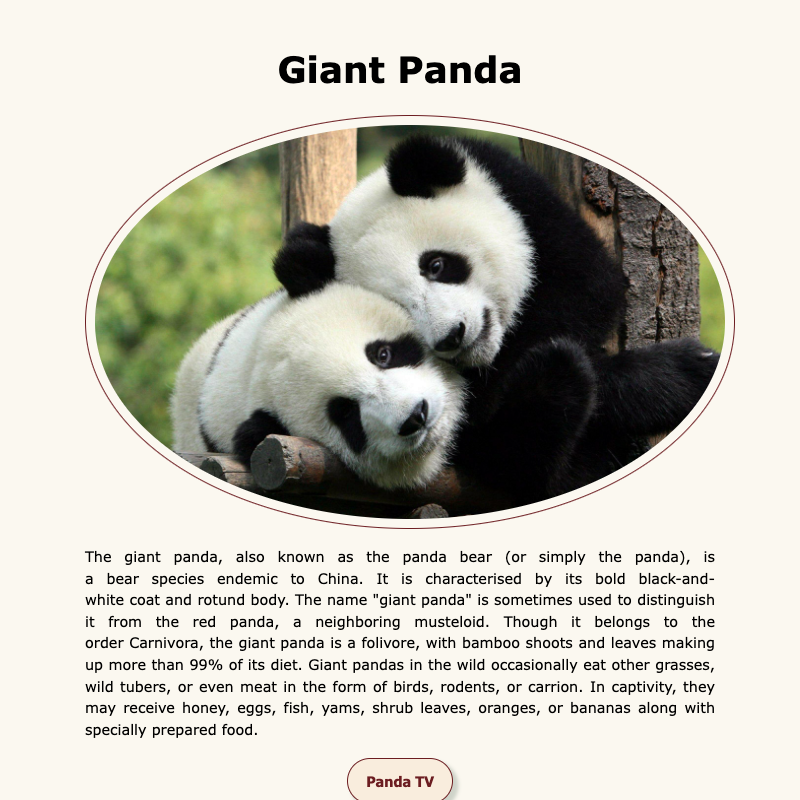 Giant Panda
The giant panda, also known as the panda bear (or simply the panda), is
a bear species endemic to China. It is characterised by its bold black-and-
white coat and rotund body. The name "giant panda" is sometimes used to distinguish
it from the red panda, a neighboring musteloid. Though it belongs to the
order Carnivora, the giant panda is a folivore, with bamboo shoots and leaves making
up more than 99% of its diet. Giant pandas in the wild occasionally eat other grasses,
wild tubers, or even meat in the form of birds, rodents, or carrion. In captivity, they
may receive honey, eggs, fish, yams, shrub leaves, oranges, or bananas along with
specially prepared food.
Panda TV